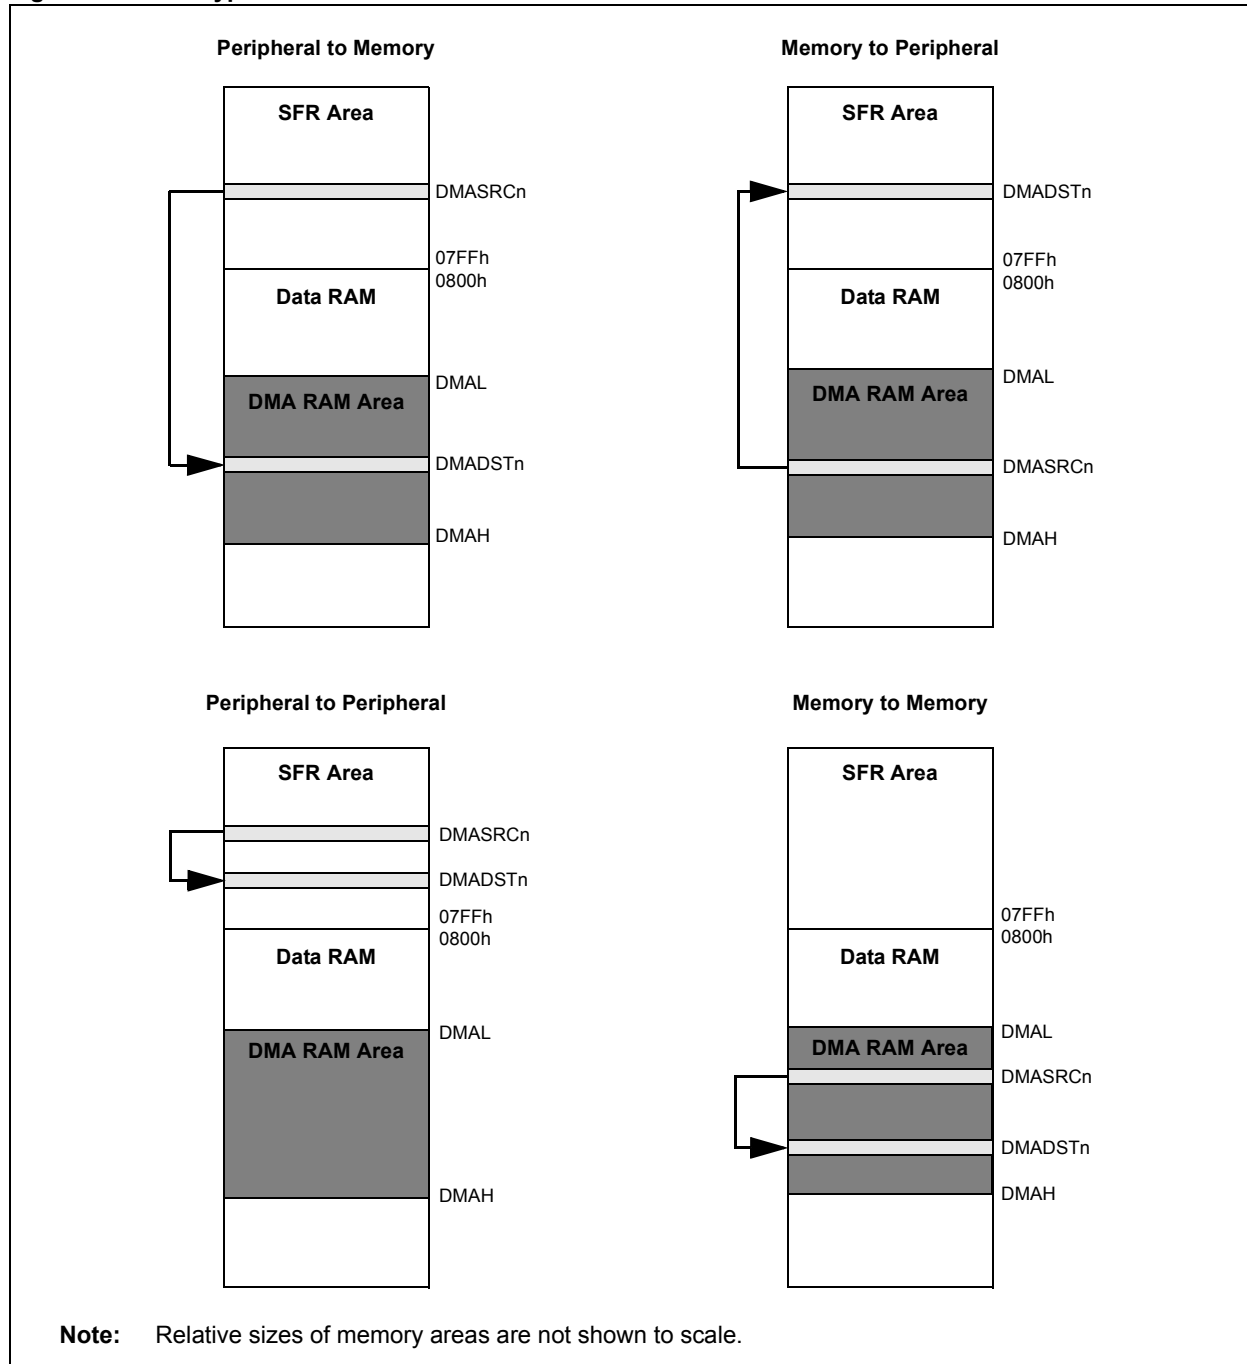 Peripheral to Memory
SFR Area
DMASRCn
07FFh
0800h
Data RAM
DMAL
DMA RAM Area
DMADSTn
DMAH
Memory to Peripheral
SFR Area
DMADSTn
07FFh
0800h
Data RAM
DMAL
DMA RAM Area
DMASRCn
DMAH
Peripheral to Peripheral
SFR Area
DMASRCn
DMADSTn
07FFh
0800h
Data RAM
DMAL
DMA RAM Area
DMAH
Memory to Memory
SFR Area
07FFh
0800h
Data RAM
DMAL
DMA RAM Area
DMASRCn
DMADSTn
DMAH
Note: Relative sizes of memory areas are not shown to scale.